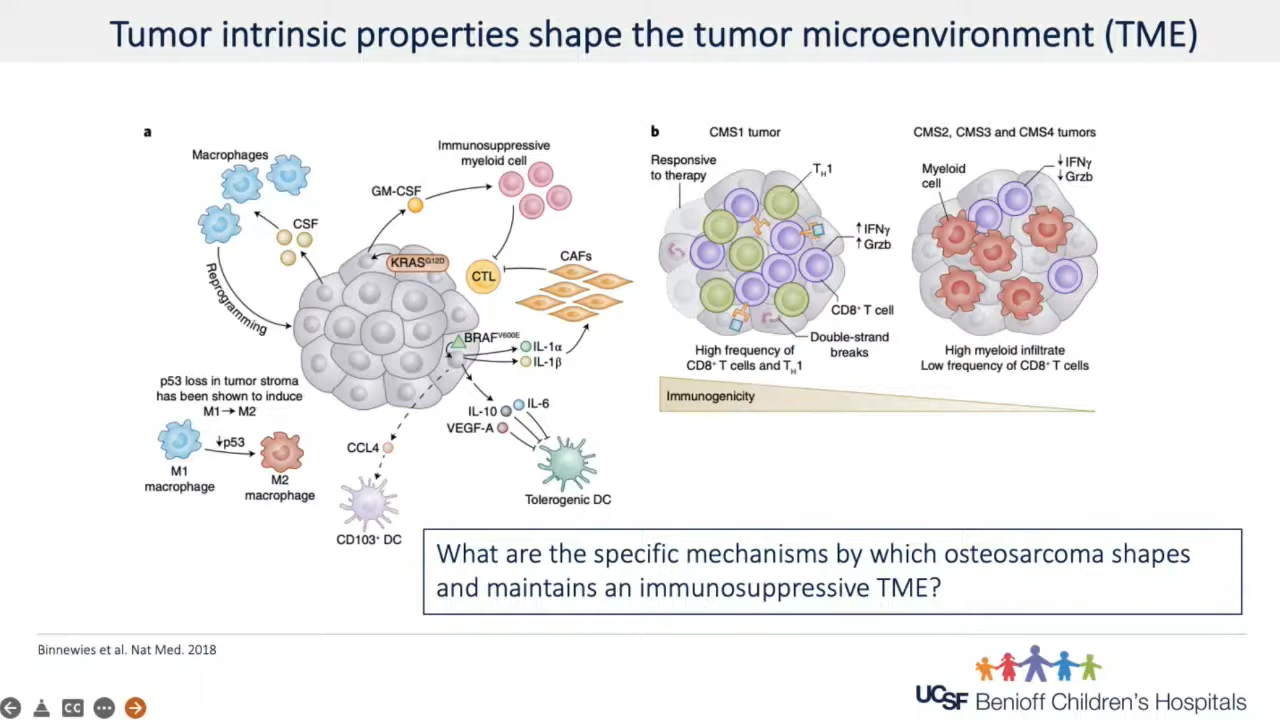 Tumor intrinsic properties shape the tumor microenvironment (TME)
a
Macrophages
CSF
Reprogramming
GM-CSF
Immunosuppressive
myeloid cell
KRASG12D
CTL
CAFs
BRAFV600E
IL-1α
IL-1β
IL-10
IL-6
VEGF-A
CCL4
CD103+ DC
Tolerogenic DC
p53 loss in tumor stroma
has been shown to induce
M1→ M2
↓p53
M1
macrophage
M2
macrophage
b
CMS1 tumor
Responsive
to therapy
TH1
↑IFNγ
↑Grzb
CD8+ T cell
Double-strand
breaks
High frequency of
CD8+ T cells and TH1
CMS2, CMS3 and CMS4 tumors
Myeloid
cell
↓IFNγ
↓Grzb
High myeloid infiltrate
Low frequency of CD8+ T cells
Immunogenicity
What are the specific mechanisms by which osteosarcoma shapes
and maintains an immunosuppressive TME?
Binnewies et al. Nat Med. 2018
UCSF Benioff Children's Hospitals
CC